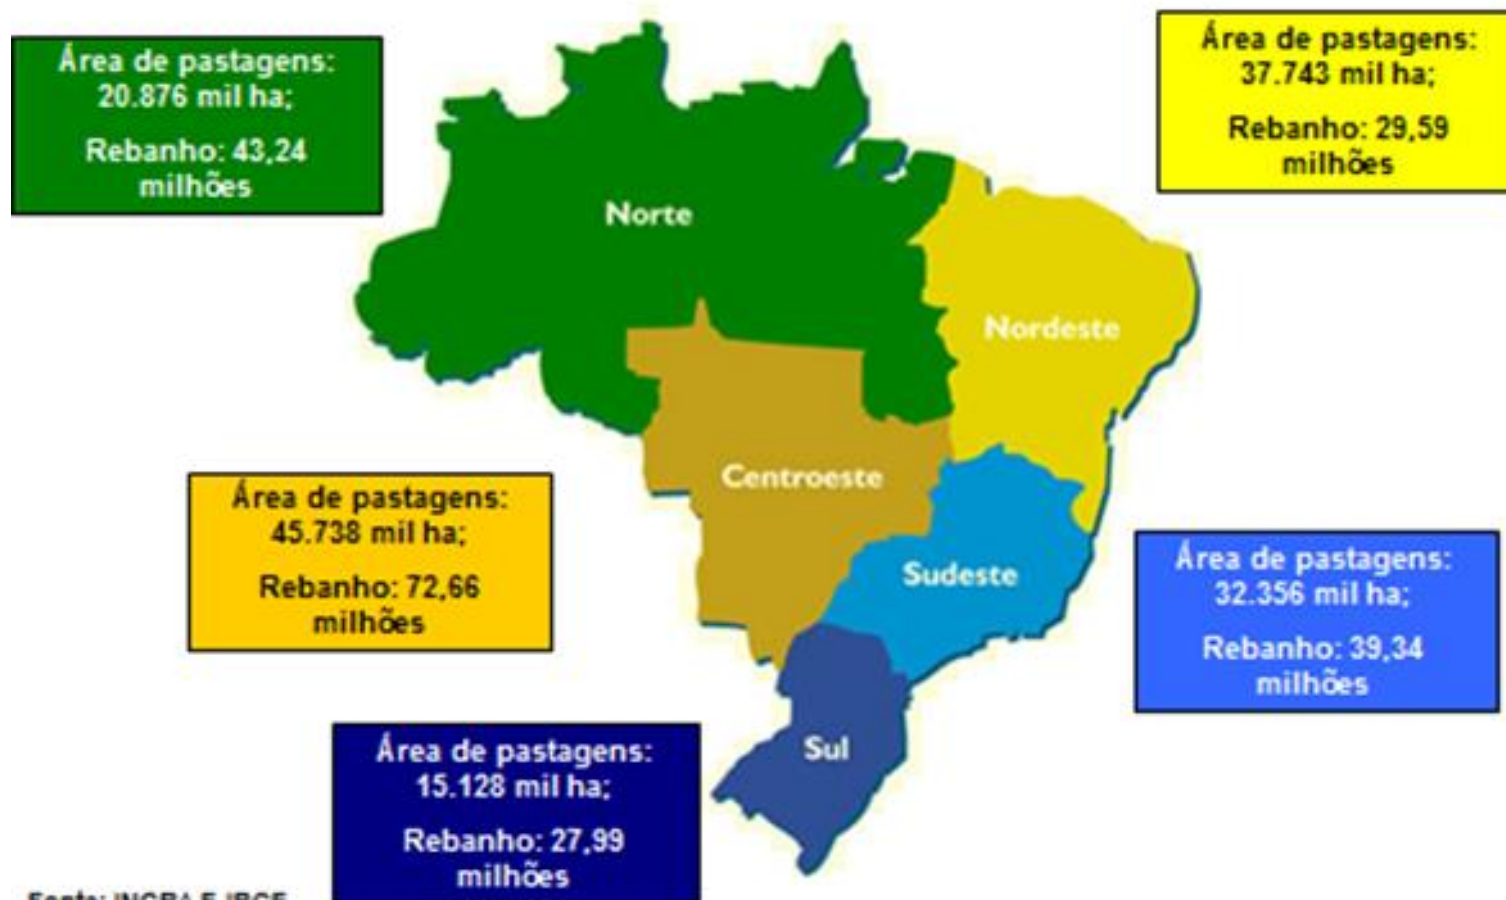 Área de pastagens:
20.876 mil ha;
Rebanho: 43,24
milhões
Área de pastagens:
37.743 mil ha;
Rebanho: 29,59
milhões
Norte
Nordeste
Centroeste
Área de pastagens:
45.738 mil ha;
Rebanho: 72,66
milhões
Sudeste
Área de pastagens:
32.356 mil ha;
Rebanho: 39,34
milhões
Sul
Área de pastagens:
15.128 mil ha;
Rebanho: 27,99
milhões
Fonte: INCRA E IBGE